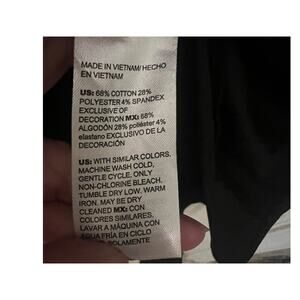 MADE IN VIETNAM/ HECHO
EN VIETNAM
US: 68% COTTON 28%
POLYESTER 4% SPANDEX
EXCLUSIVE OF
DECORATION MX: 68%
ALGODÓN 28% poliéster 4%
elastano EXCLUSIVO DE LA
DECORACIÓN
US: WITH SIMILAR COLORS,
MACHINE WASH COLD,
GENTLE CYCLE, ONLY
NON-CHLORINE BLEACH.
TUMBLE DRY LOW. WARM
IRON. MAY BE DRY
CLEANED MX: CON
COLORES SIMILARES,
LAVAR A MÁQUINA CON
AGUA FRÍA EN CICLO
SOLAMENTE